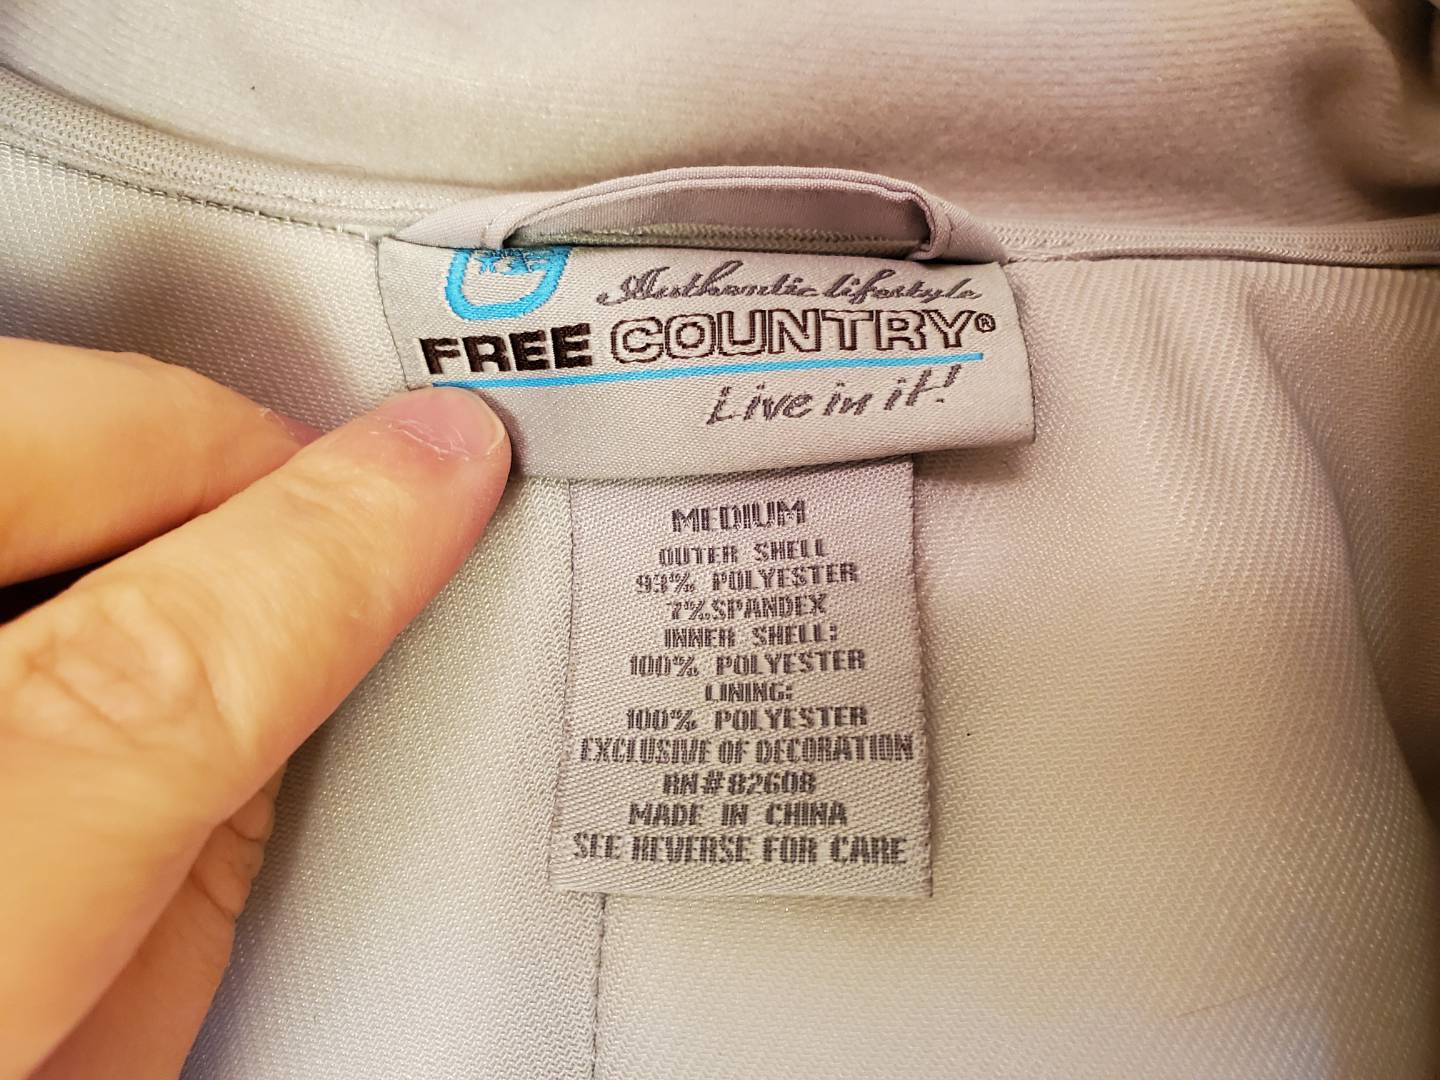 Authentic lifestyle
FREE COUNTRY®
Live in it!
MEDIUM
OUTER SHELL
93% POLYESTER
7%SPANDEX
INNER SHELL:
100% POLYESTER
LINING:
100% POLYESTER
EXCLUSIVE OF DECORATION
RN#82608
MADE IN CHINA
SEE REVERSE FOR CARE